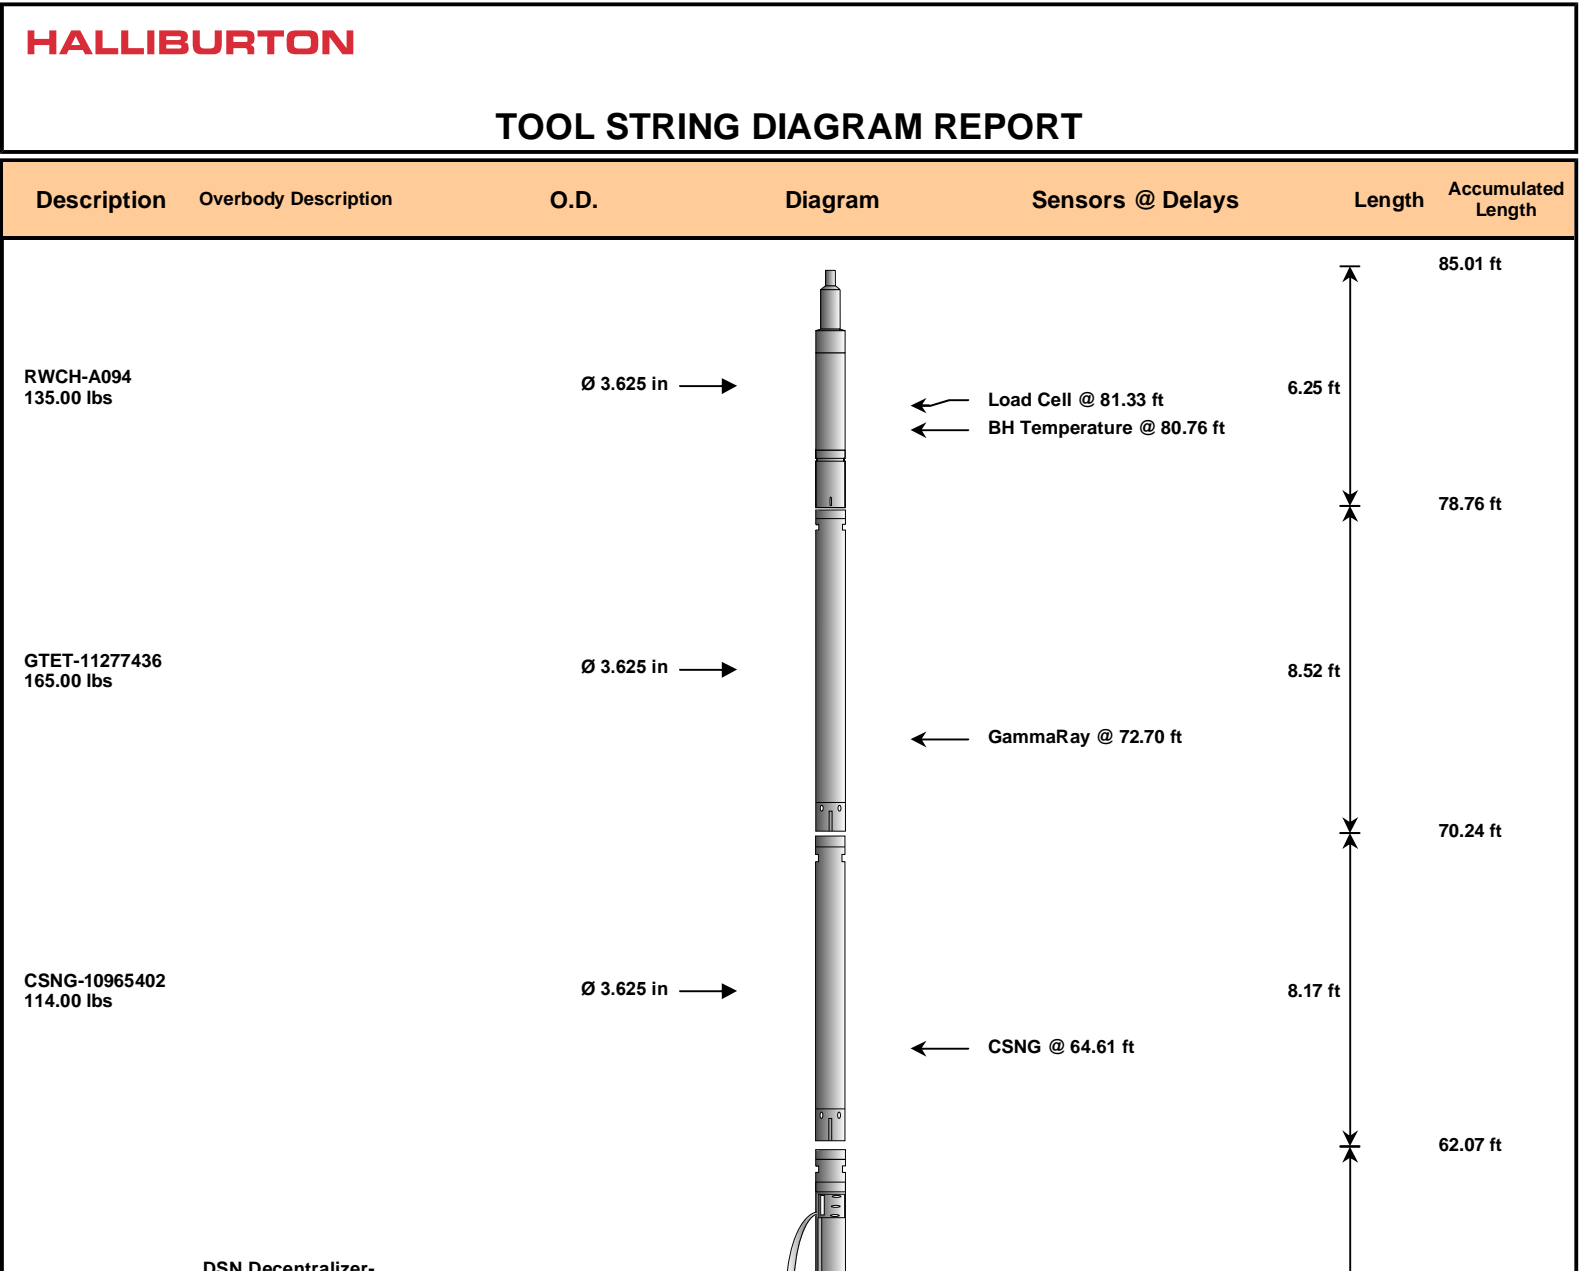 HALLIBURTON
TOOL STRING DIAGRAM REPORT
Description Overbody Description O.D. Diagram Sensors @ Delays Length Accumulated Length
85.01 ft
RWCH-A094
135.00 lbs
Ø 3.625 in
Load Cell @ 81.33 ft
BH Temperature @ 80.76 ft
6.25 ft
78.76 ft
GTET-11277436
165.00 lbs
Ø 3.625 in
GammaRay @ 72.70 ft
8.52 ft
70.24 ft
CSNG-10965402
114.00 lbs
Ø 3.625 in
CSNG @ 64.61 ft
8.17 ft
62.07 ft
DSN Decentralizer-